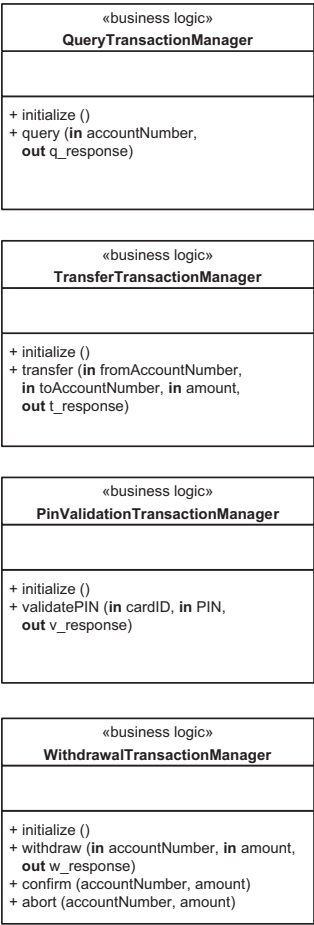 «business logic»
QueryTransactionManager
+ initialize ()
+ query (in accountNumber,
out q_response)
«business logic»
TransferTransactionManager
+ initialize ()
+ transfer (in fromAccountNumber,
in toAccountNumber, in amount,
out t_response)
«business logic»
PinValidationTransactionManager
+ initialize ()
+ validatePIN (in cardID, in PIN,
out v_response)
«business logic»
WithdrawalTransactionManager
+ initialize ()
+ withdraw (in accountNumber, in amount,
out w_response)
+ confirm (accountNumber, amount)
+ abort (accountNumber, amount)